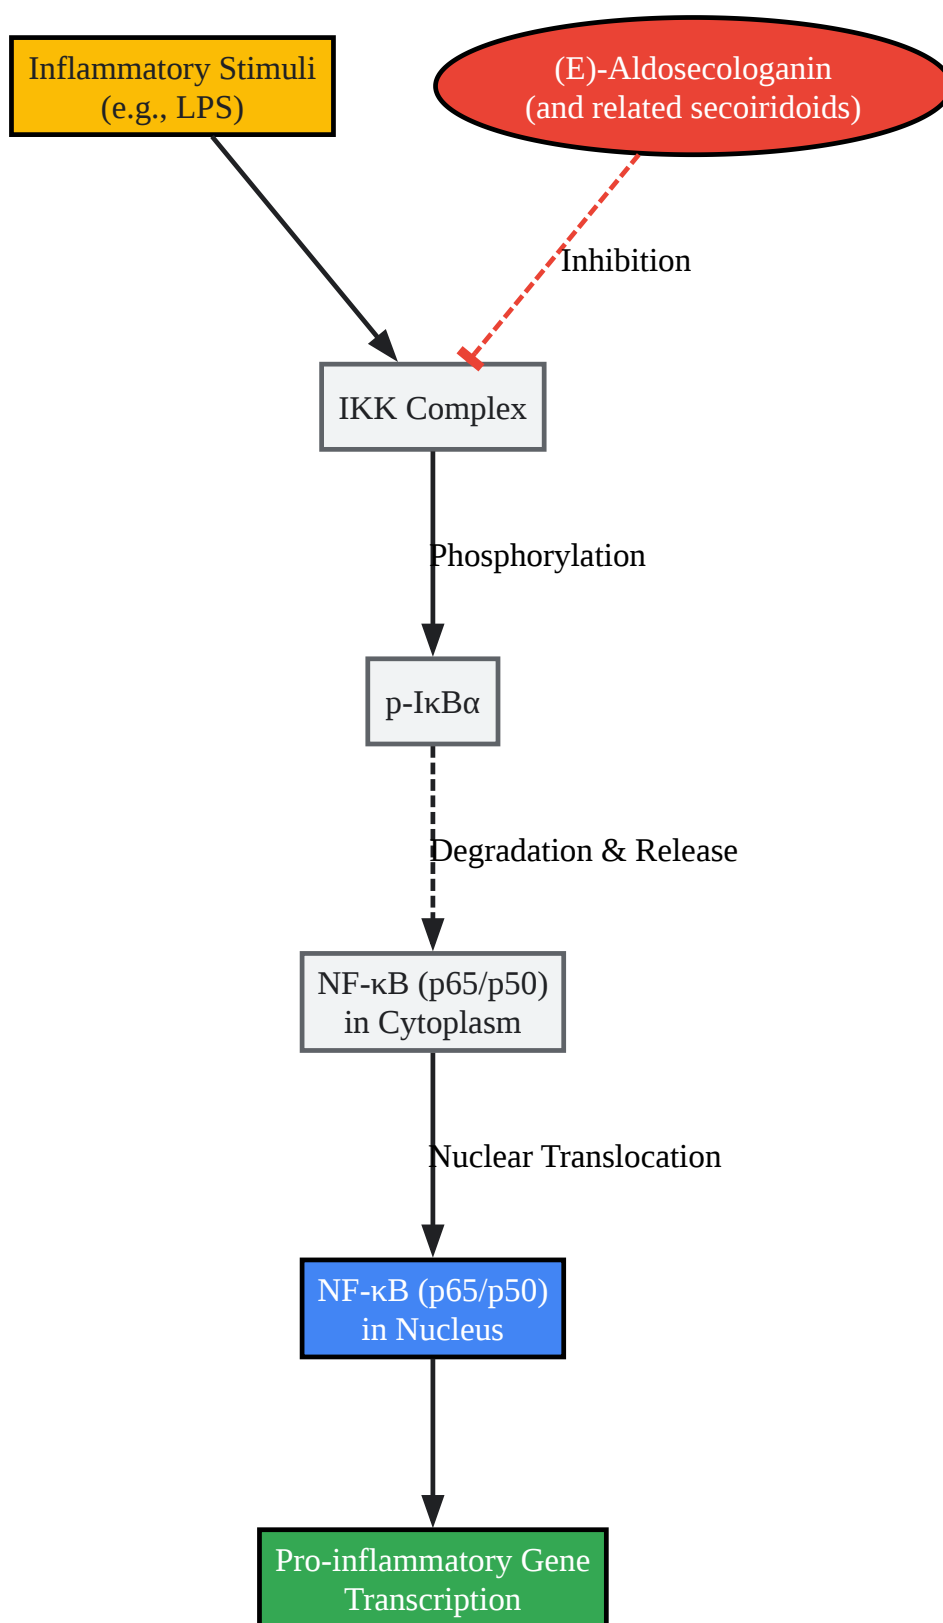 Inflammatory Stimuli
(e.g., LPS)
(E)-Aldosecologanin
(and related secoiridoids)
Inhibition
IKK Complex
Phosphorylation
p-IκBα
Degradation & Release
NF-κB (p65/p50)
in Cytoplasm
Nuclear Translocation
NF-κB (p65/p50)
in Nucleus
Pro-inflammatory Gene
Transcription